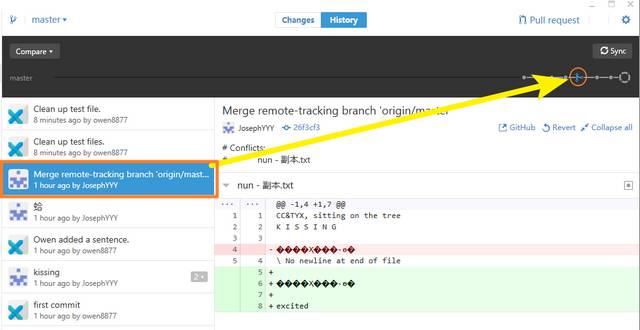 master
Changes
History
Pull request
Compare
Sync
master
Clean up test file.
8 minutes ago by owen8877
Clean up test file.
8 minutes ago by owen8877
Merge remote-tracking branch 'origin/mast...
1 hour ago by JosephYYY
蛤
1 hour ago by JosephYYY
Owen added a sentence.
1 hour ago by owen8877
kissing
1 hour ago by JosephYYY
2
first commit
1 hour ago by owen8877
Merge remote-tracking branch 'origin/master
JosephYYY
26f3cf3
GitHub
Revert
Collapse all
# Conflicts:
# nun - 副本.txt
nun - 副本.txt
... ... @@ -1,4 +1,7 @@
1 1 CC&TYX, sitting on the tree
2 2 K I S S I N G
3 3
4 - ����X���-ө�
5 4 \ No newline at end of file
5 +
6 + ����X���-ө�
7 +
8 + excited